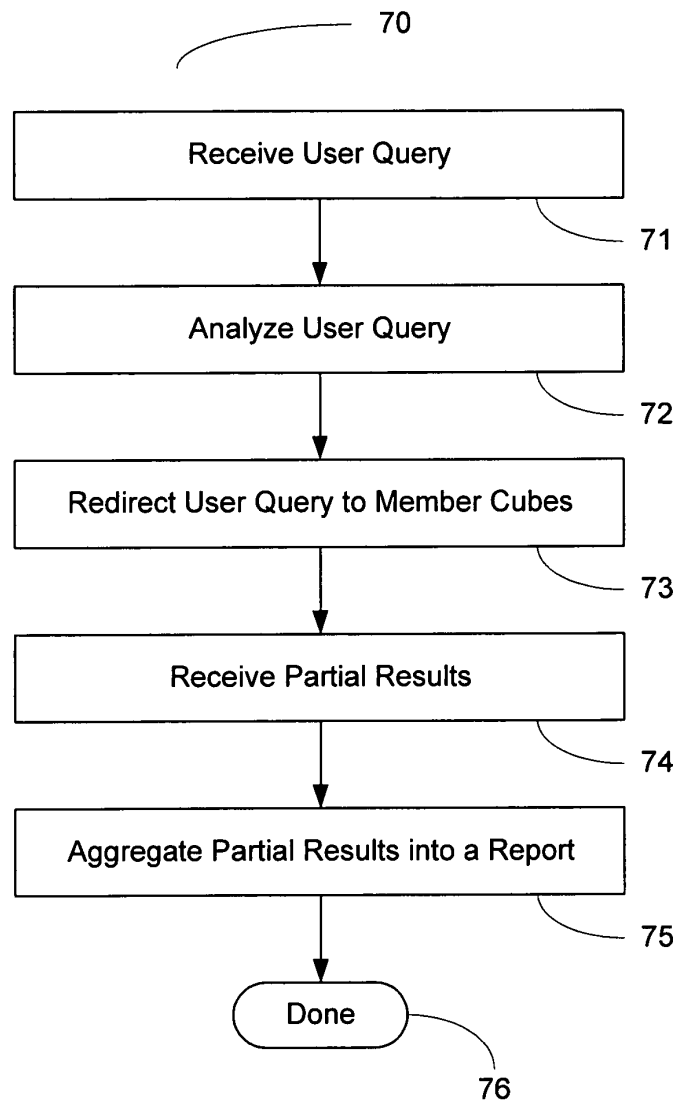 70
Receive User Query
71
Analyze User Query
72
Redirect User Query to Member Cubes
73
Receive Partial Results
74
Aggregate Partial Results into a Report
75
Done
76